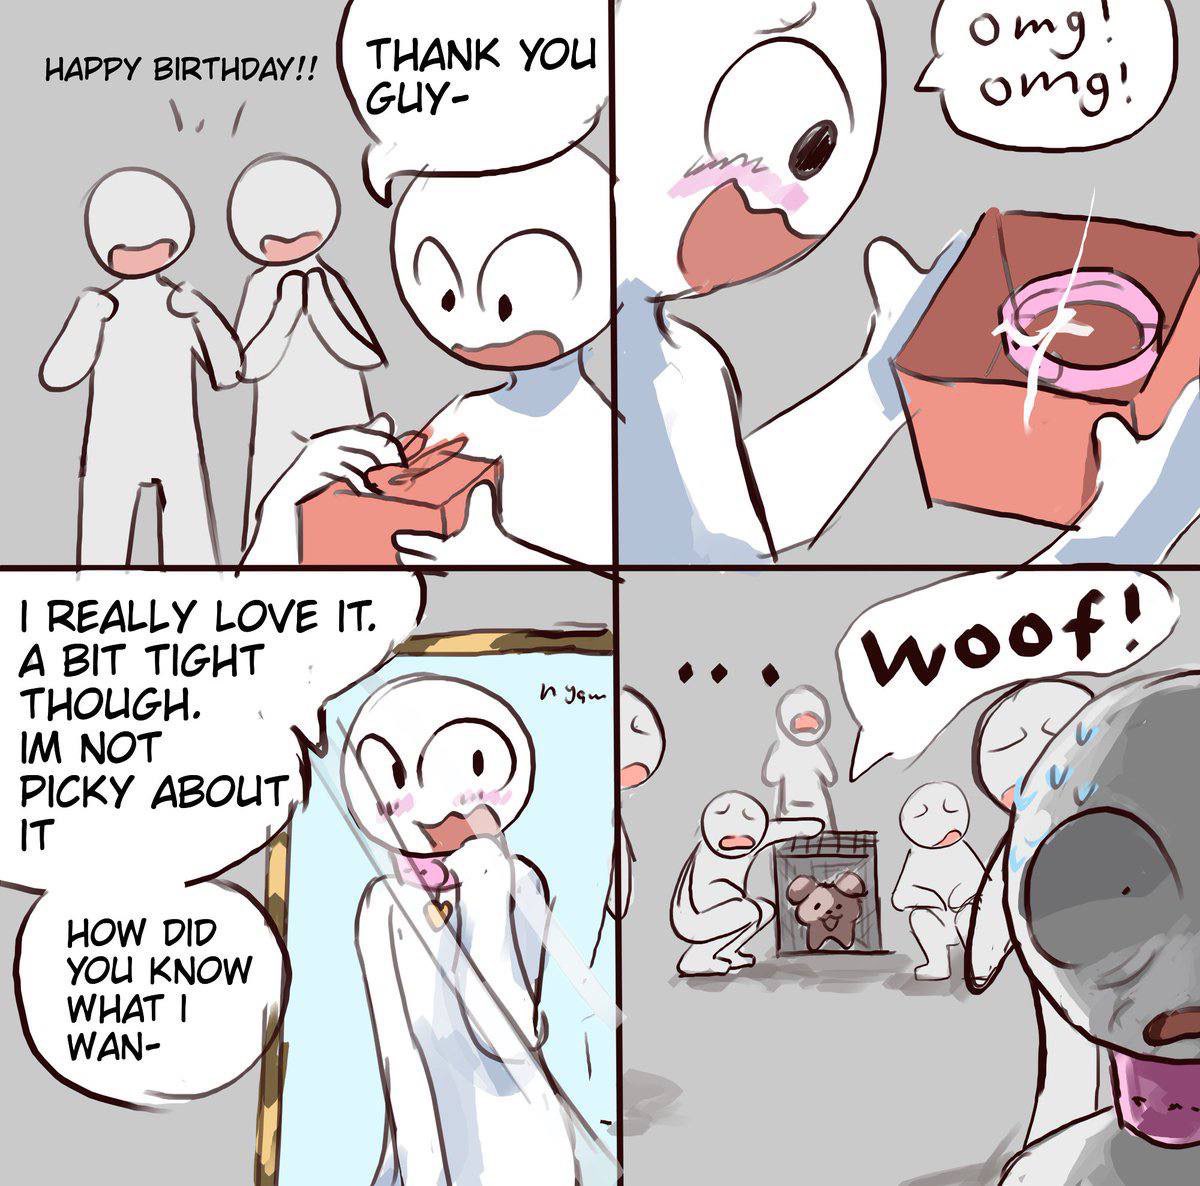 HAPPY BIRTHDAY!!
THANK YOU
GUY-
omg!
omg!
I REALLY LOVE IT.
A BIT TIGHT
THOUGH.
IM NOT
PICKY ABOUT
IT
HOW DID
YOU KNOW
WHAT I
WAN-
...
Woof!